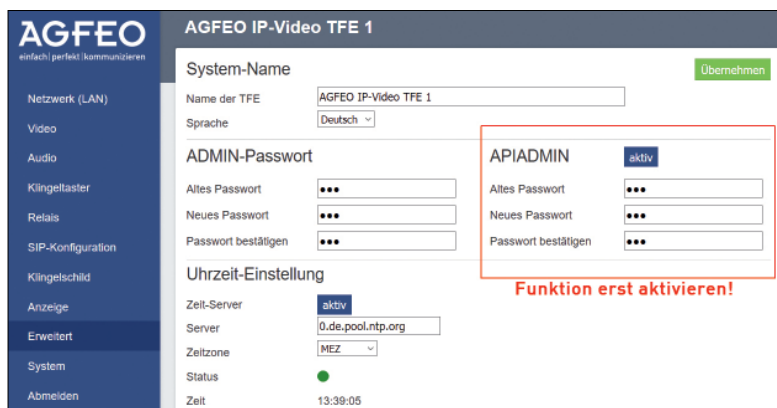 AGFEO
einfach|perfekt|kommunizieren
AGFEO IP-Video TFE 1
Netzwerk (LAN)
Video
Audio
Klingeltaster
Relais
SIP-Konfiguration
Klingelschild
Anzeige
Erweitert
System
Abmelden
System-Name
Übernehmen
Name der TFE
AGFEO IP-Video TFE 1
Sprache
Deutsch
ADMIN-Passwort
Altes Passwort
Neues Passwort
Passwort bestätigen
APIADMIN
aktiv
Altes Passwort
Neues Passwort
Passwort bestätigen
Funktion erst aktivieren!
Uhrzeit-Einstellung
Zeit-Server
aktiv
Server
0.de.pool.ntp.org
Zeitzone
MEZ
Status
Zeit
13:39:05